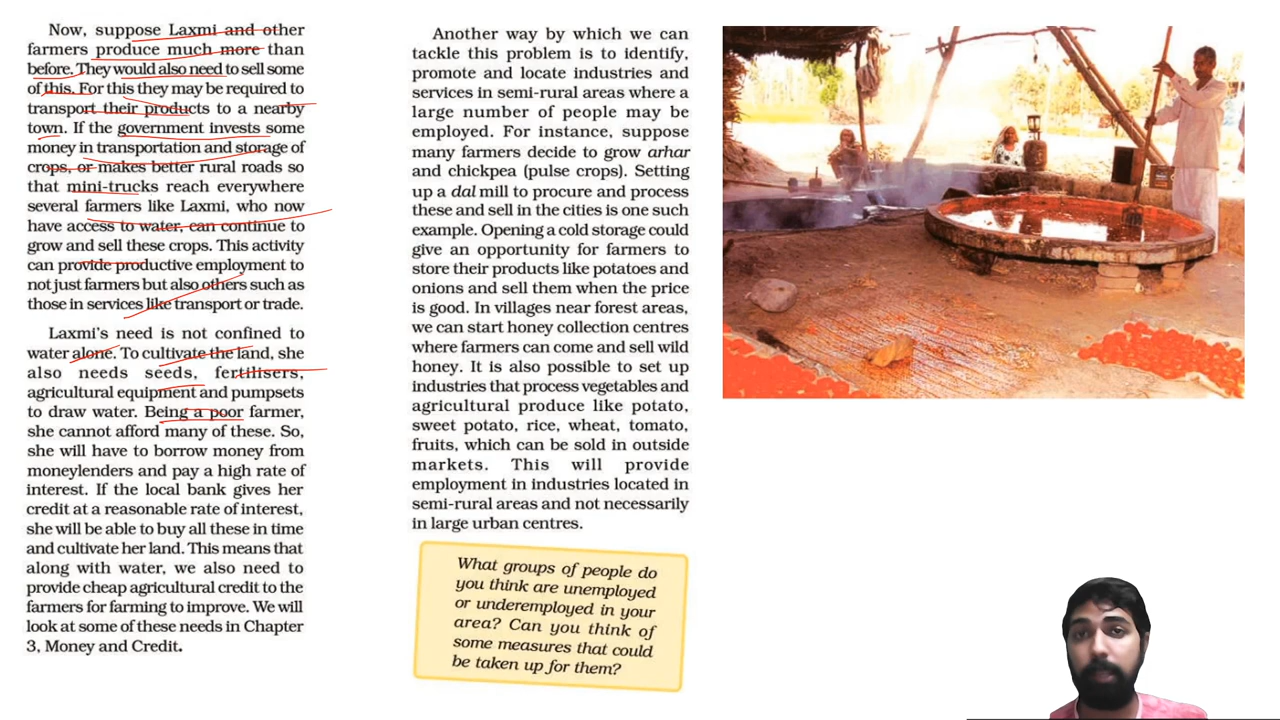 Now, suppose Laxmi and other
farmers produce much more than
before. They would also need to sell some
of this. For this they may be required to
transport their products to a nearby
town. If the government invests some
money in transportation and storage of
crops, or makes better rural roads so
that mini-trucks reach everywhere
several farmers like Laxmi, who now
have access to water, can continue to
grow and sell these crops. This activity
can provide productive employment to
not just farmers but also others such as
those in services like transport or trade.
Laxmi's need is not confined to
water alone. To cultivate the land, she
also needs seeds, fertilisers,
agricultural equipment and pumpsets
to draw water. Being a poor farmer,
she cannot afford many of these. So,
she will have to borrow money from
moneylenders and pay a high rate of
interest. If the local bank gives her
credit at a reasonable rate of interest,
she will be able to buy all these in time
and cultivate her land. This means that
along with water, we also need to
provide cheap agricultural credit to the
farmers for farming to improve. We will
look at some of these needs in Chapter
3, Money and Credit.
Another way by which we can
tackle this problem is to identify,
promote and locate industries and
services in semi-rural areas where a
large number of people may be
employed. For instance, suppose
many farmers decide to grow arhar
and chickpea (pulse crops). Setting
up a dal mill to procure and process
these and sell in the cities is one such
example. Opening a cold storage could
give an opportunity for farmers to
store their products like potatoes and
onions and sell them when the price
is good. In villages near forest areas,
we can start honey collection centres
where farmers can come and sell wild
honey. It is also possible to set up
industries that process vegetables and
agricultural produce like potato,
sweet potato, rice, wheat, tomato,
fruits, which can be sold in outside
markets. This will provide
employment in industries located in
semi-rural areas and not necessarily
in large urban centres.
What groups of people do
you think are unemployed
or underemployed in your
area? Can you think of
some measures that could
be taken up for them?